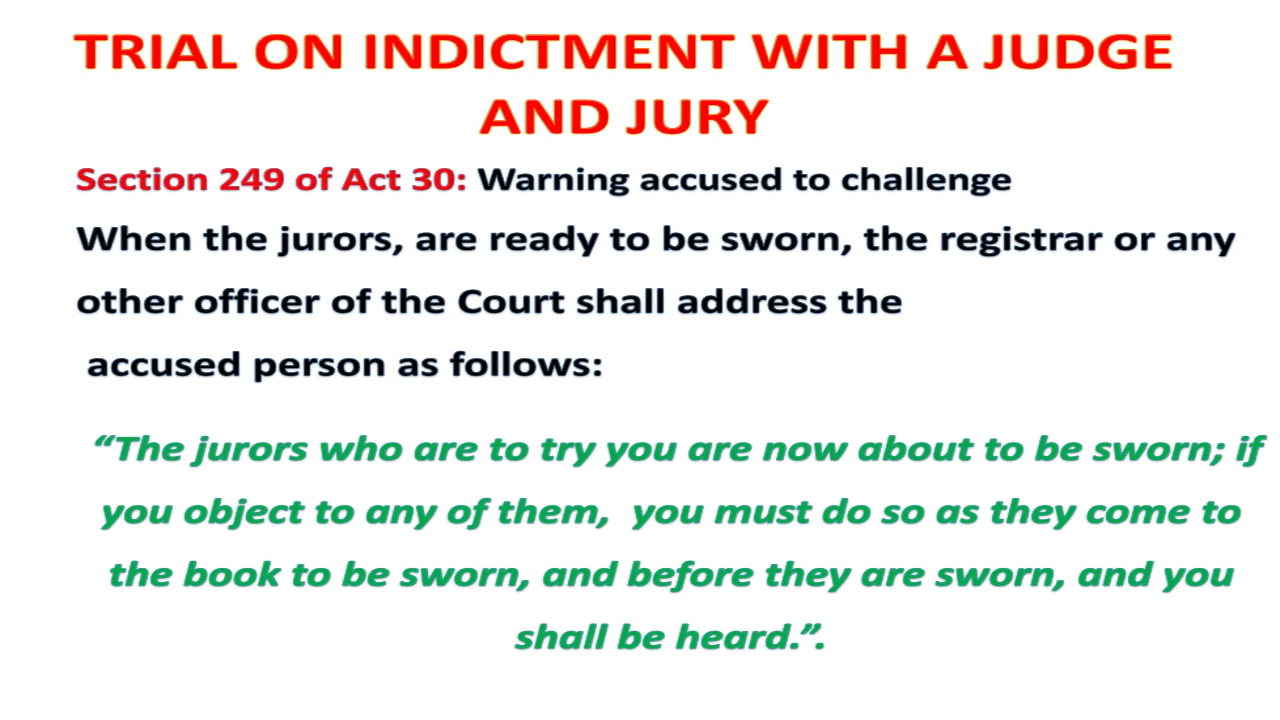 TRIAL ON INDICTMENT WITH A JUDGE
AND JURY
Section 249 of Act 30: Warning accused to challenge
When the jurors, are ready to be sworn, the registrar or any
other officer of the Court shall address the
accused person as follows:
“The jurors who are to try you are now about to be sworn; if
you object to any of them, you must do so as they come to
the book to be sworn, and before they are sworn, and you
shall be heard.”.